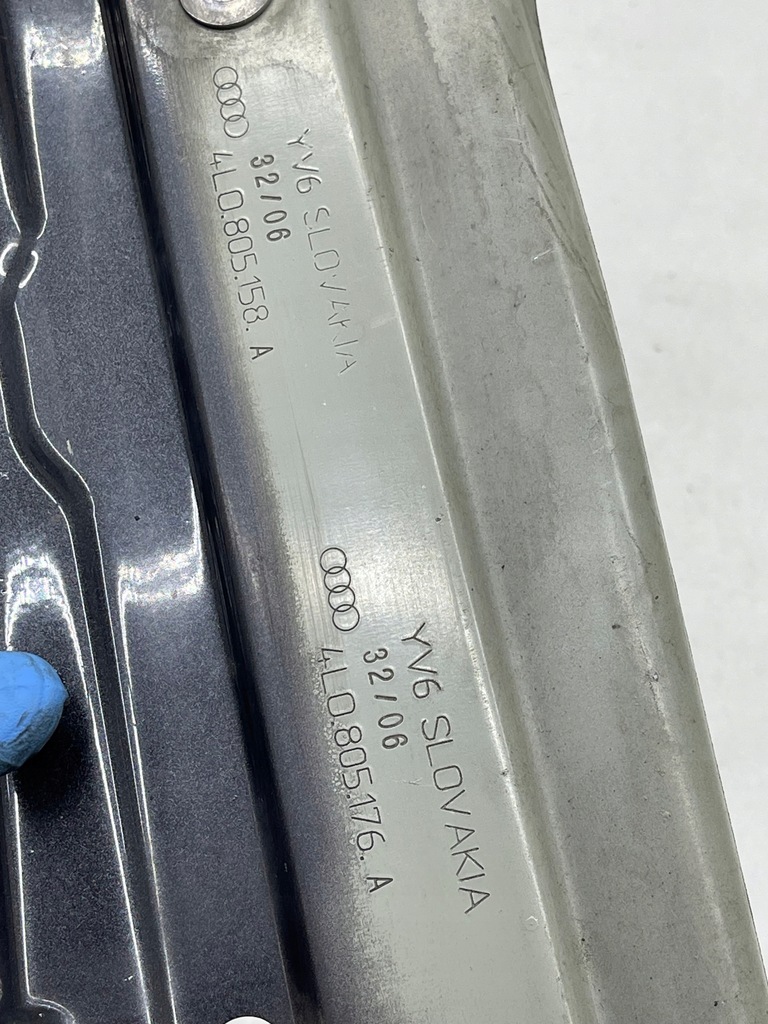 YV6 SLOVAKIA
32/06
4L0.805.158. A
YV6 SLOVAKIA
32/06
4L0.805.176. A